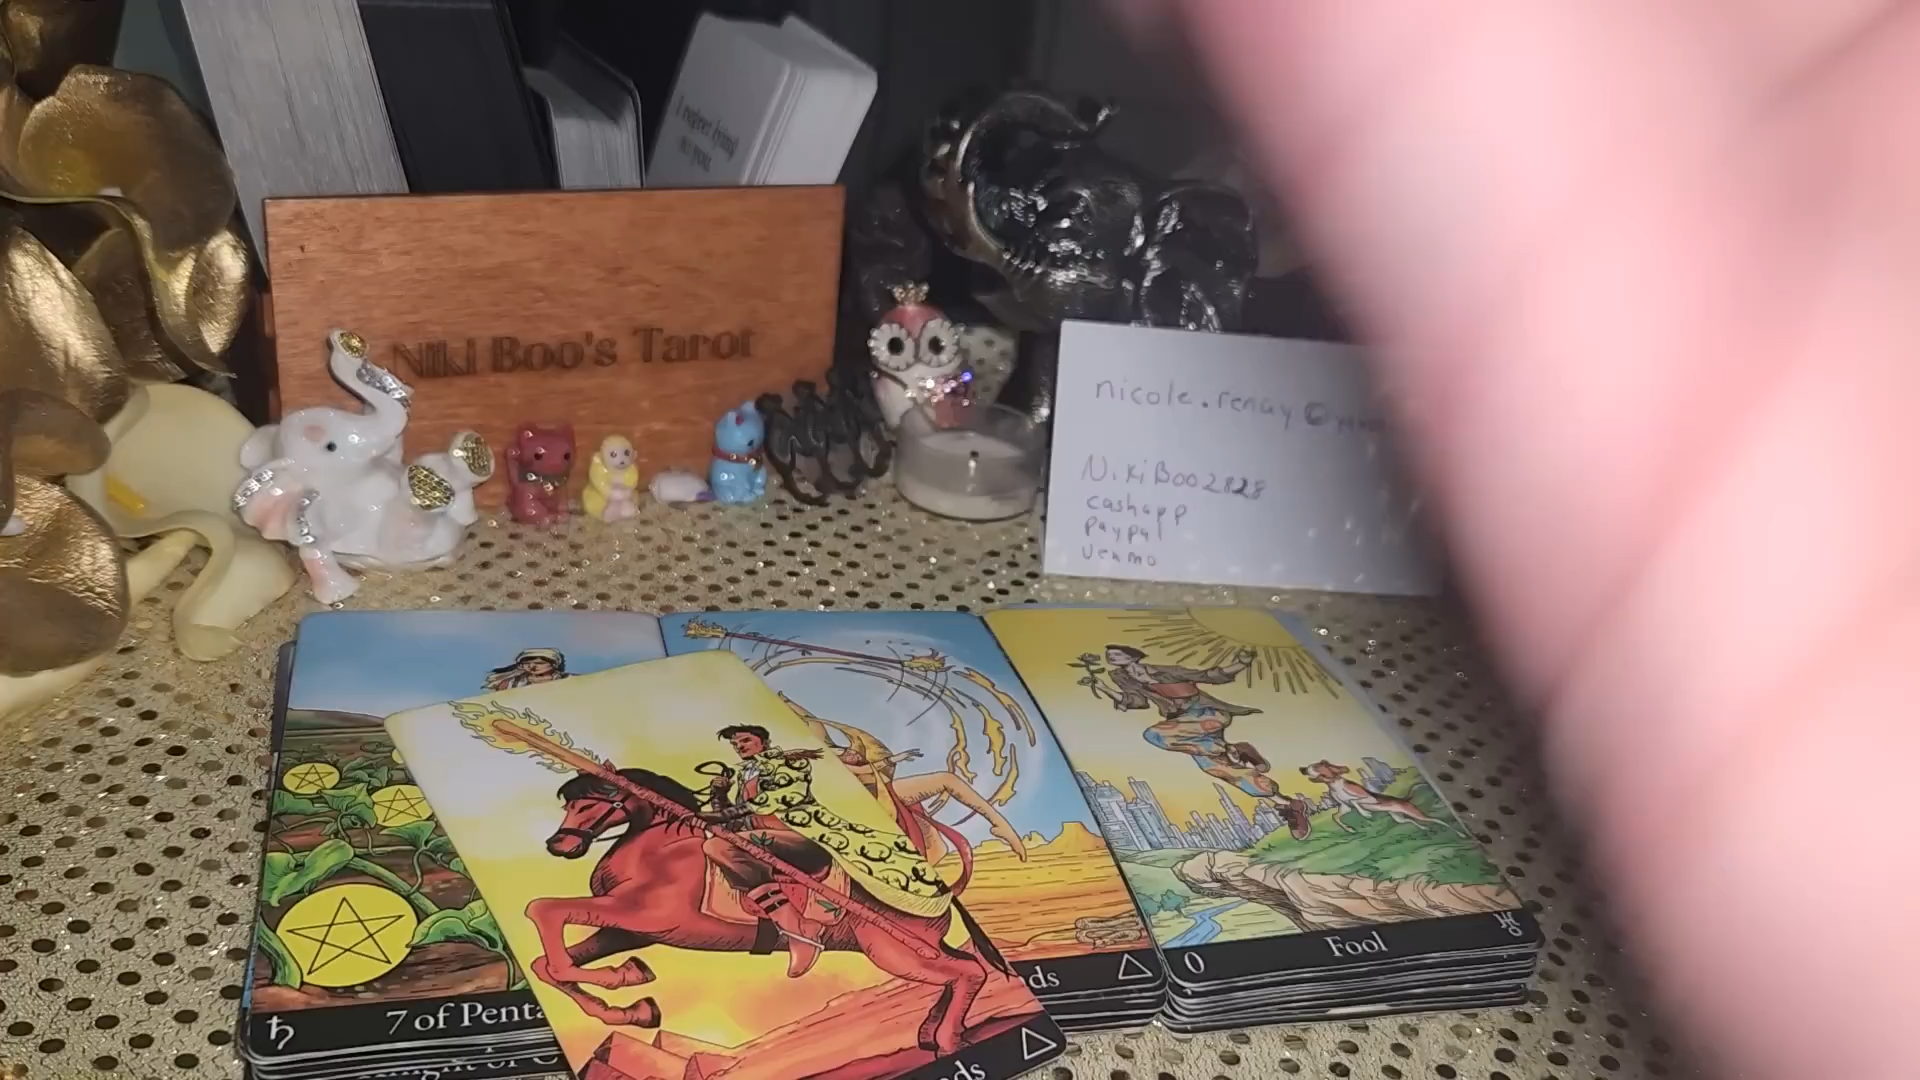 I regret lying
to you.
Niki Boo's Tarot
nicole.renay@
NikiBoo2828
cashapp
paypal
venmo
7 of Penta
ds
0 Fool
nds